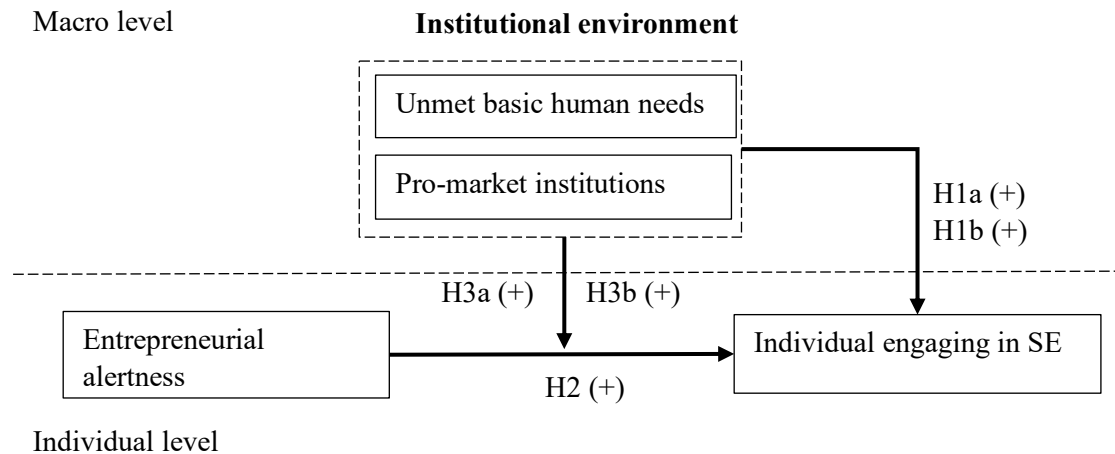 Macro level
Institutional environment
Unmet basic human needs
Pro-market institutions
H1a (+)
H1b (+)
H3a (+)
H3b (+)
Entrepreneurial
alertness
Individual engaging in SE
H2 (+)
Individual level